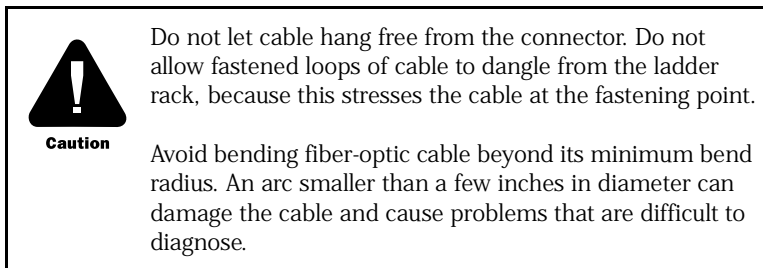 Do not let cable hang free from the connector. Do not
allow fastened loops of cable to dangle from the ladder
rack, because this stresses the cable at the fastening point.
Caution
Avoid bending fiber-optic cable beyond its minimum bend
radius. An arc smaller than a few inches in diameter can
damage the cable and cause problems that are difficult to
diagnose.